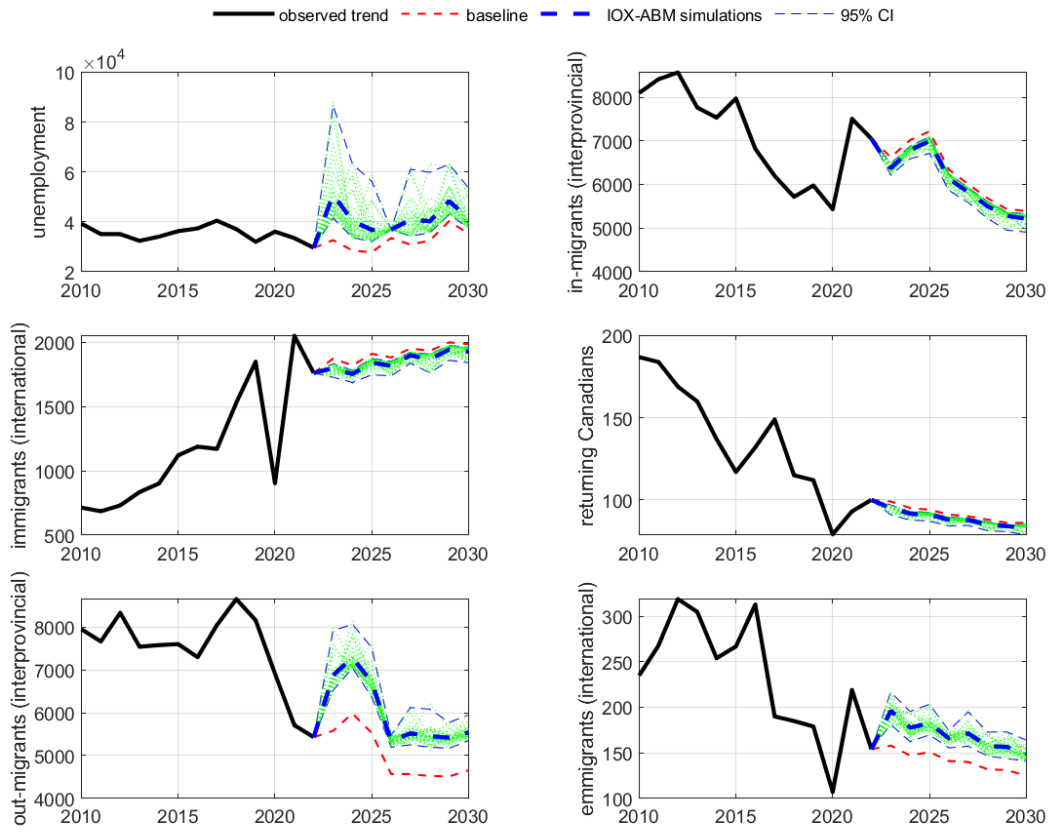 observed trend baseline IOX-ABM simulations 95% CI
×10⁴
unemployment
10
8
6
4
2
2010 2015 2020 2025 2030
in-migrants (interprovincial)
8000
7000
6000
5000
4000
2010 2015 2020 2025 2030
immigrants (international)
2000
1500
1000
500
2010 2015 2020 2025 2030
returning Canadians
200
150
100
2010 2015 2020 2025 2030
out-migrants (interprovincial)
8000
7000
6000
5000
4000
2010 2015 2020 2025 2030
emmigrants (international)
300
250
200
150
100
2010 2015 2020 2025 2030